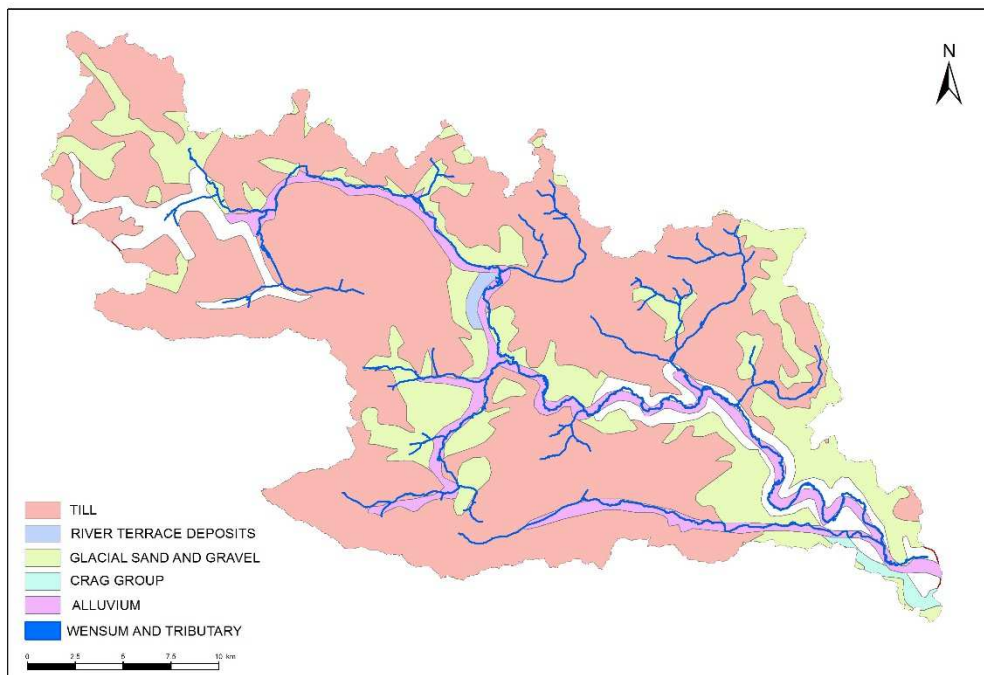 N
TILL
RIVER TERRACE DEPOSITS
GLACIAL SAND AND GRAVEL
CRAG GROUP
ALLUVIUM
WENSUM AND TRIBUTARY
0 2.5 5 7.5 10 km